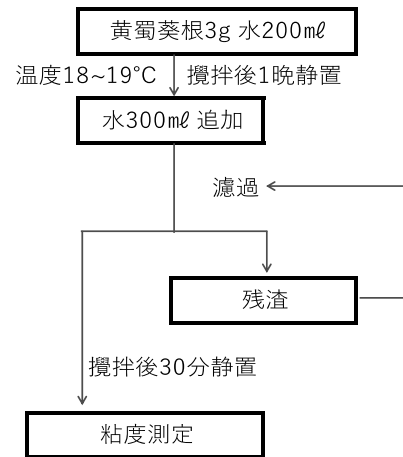 黄蜀葵根3g 水200㎖
温度18~19℃ 攪拌後1晩静置
水300㎖ 追加
濾過
残渣
攪拌後30分静置
粘度測定